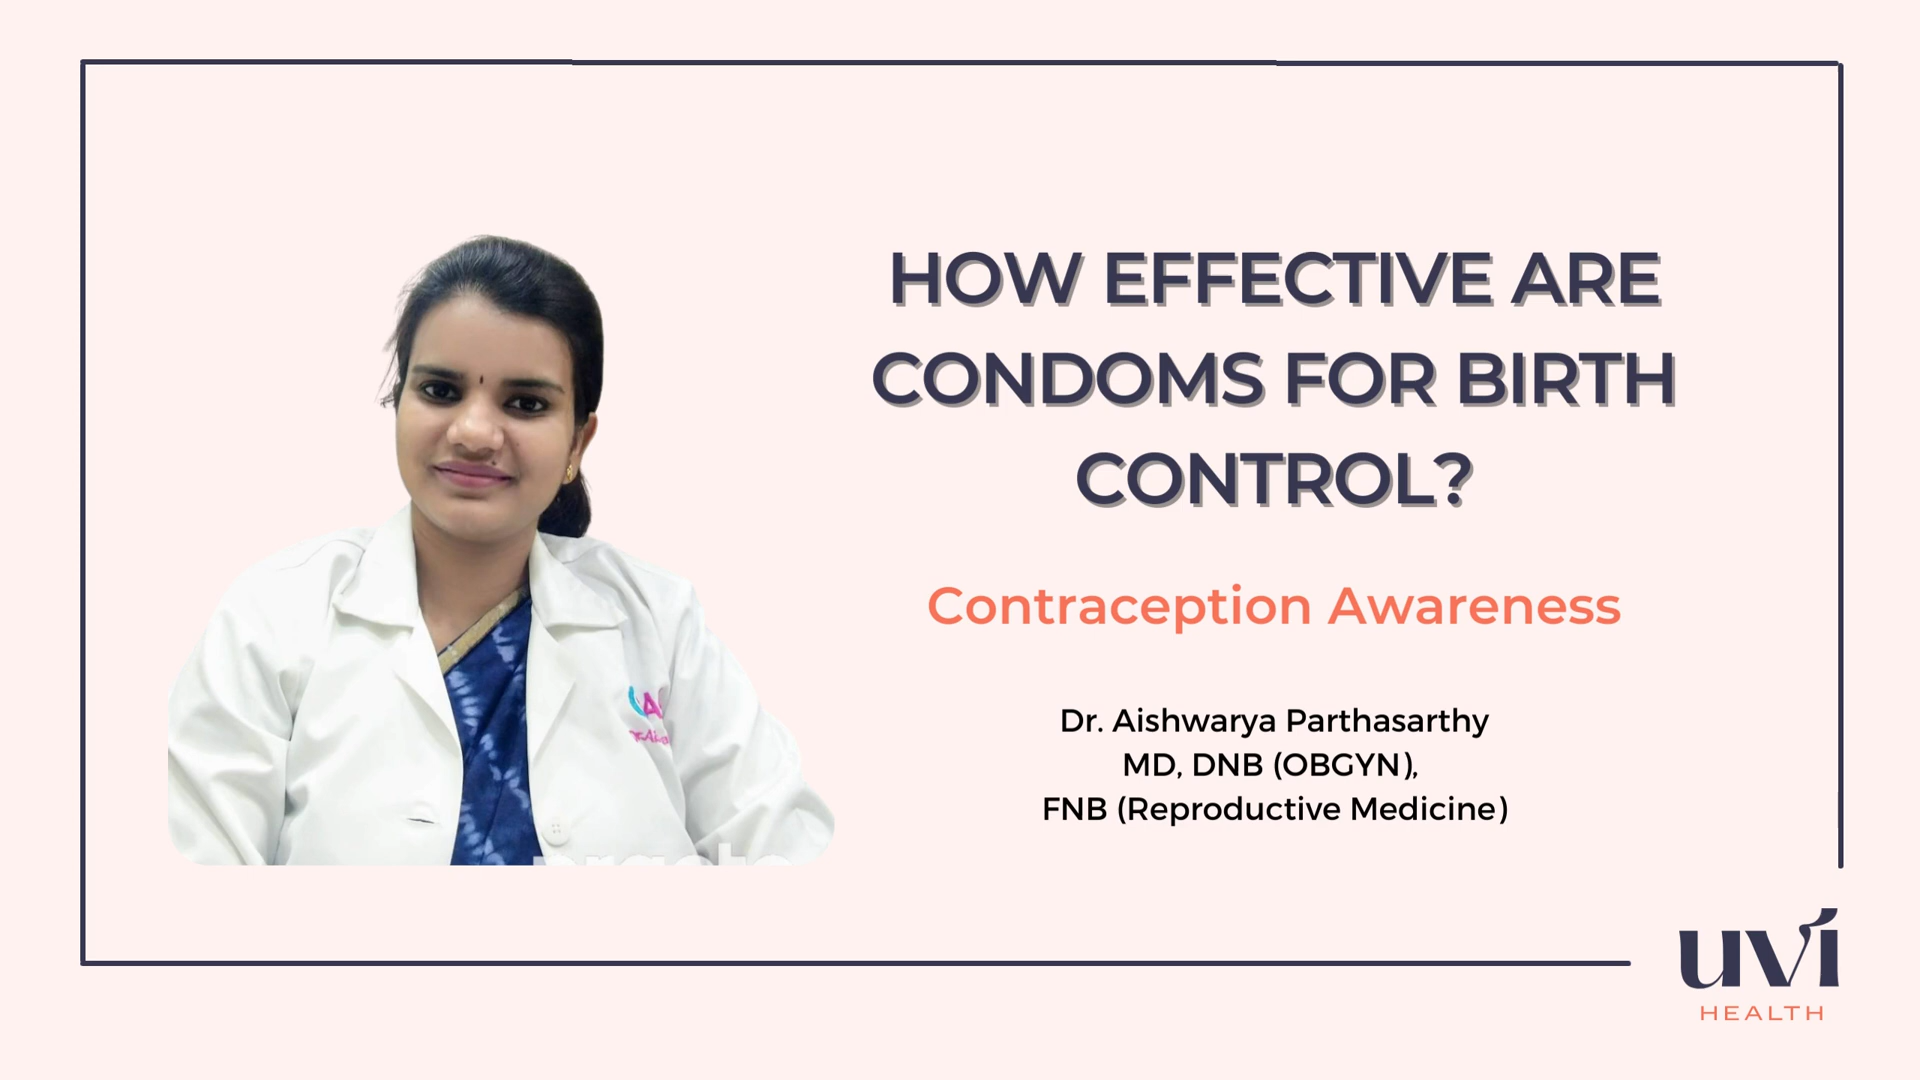 HOW EFFECTIVE ARE
CONDOMS FOR BIRTH
CONTROL?
Contraception Awareness
Dr. Aishwarya Parthasarthy
MD, DNB (OBGYN),
FNB (Reproductive Medicine)
uvi
HEALTH